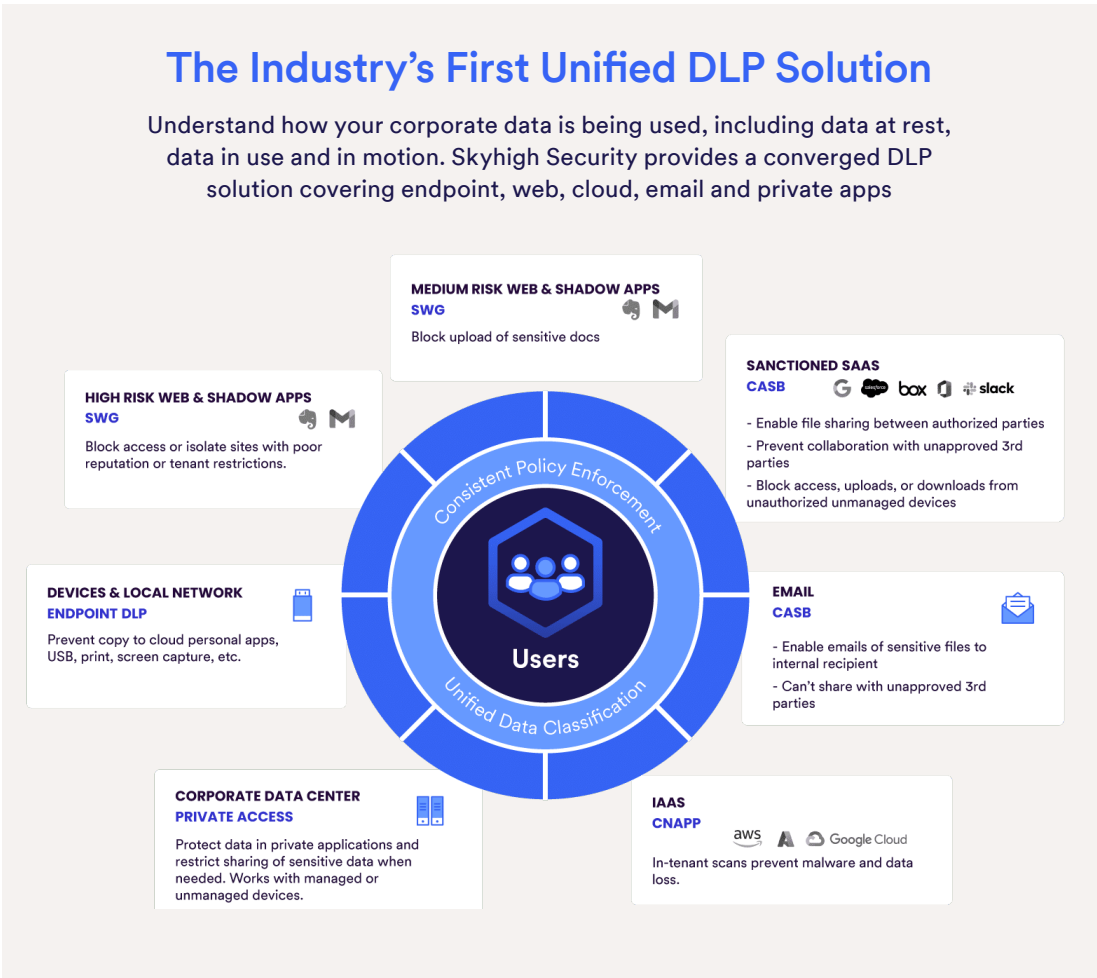 The Industry’s First Unified DLP Solution
Understand how your corporate data is being used, including data at rest,
data in use and in motion. Skyhigh Security provides a converged DLP
solution covering endpoint, web, cloud, email and private apps
MEDIUM RISK WEB & SHADOW APPS
SWG
Block upload of sensitive docs
SANCTIONED SAAS
CASB
salesforce
box
slack
- Enable file sharing between authorized parties
- Prevent collaboration with unapproved 3rd
parties
- Block access, uploads, or downloads from
unauthorized unmanaged devices
HIGH RISK WEB & SHADOW APPS
SWG
Block access or isolate sites with poor
reputation or tenant restrictions.
Consistent Policy Enforcement
Users
Unified Data Classification
DEVICES & LOCAL NETWORK
ENDPOINT DLP
Prevent copy to cloud personal apps,
USB, print, screen capture, etc.
EMAIL
CASB
- Enable emails of sensitive files to
internal recipient
- Can’t share with unapproved 3rd
parties
CORPORATE DATA CENTER
PRIVATE ACCESS
Protect data in private applications and
restrict sharing of sensitive data when
needed. Works with managed or
unmanaged devices.
IAAS
CNAPP
aws
Google Cloud
In-tenant scans prevent malware and data
loss.